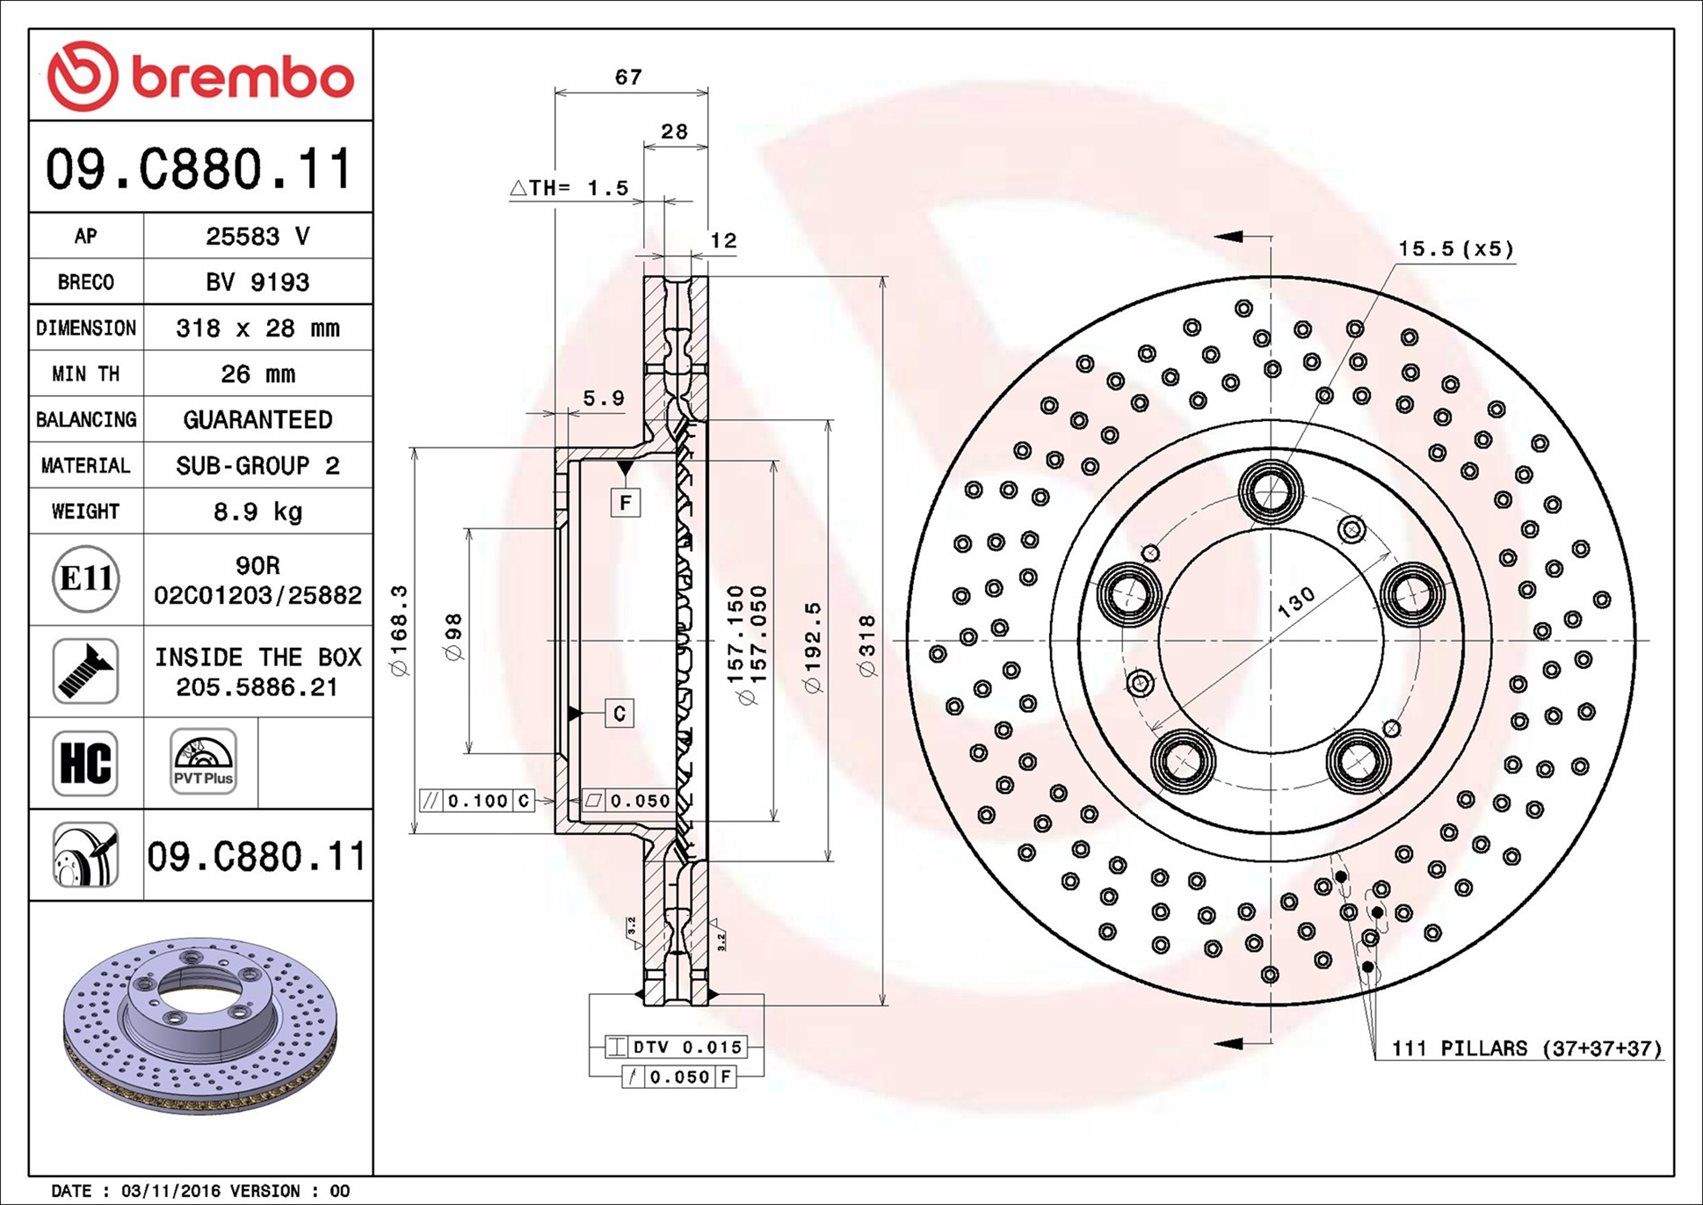 brembo
09.C880.11
AP 25583 V
BRECO BV 9193
DIMENSION 318 x 28 mm
MIN TH 26 mm
BALANCING GUARANTEED
MATERIAL SUB-GROUP 2
WEIGHT 8.9 kg
E11 90R
02C01203/25882
INSIDE THE BOX
205.5886.21
HC PVT Plus
09.C880.11
DATE : 03/11/2016 VERSION : 00
67
28
△TH= 1.5
12
5.9
F
C
⌀168.3
⌀98
⌀157.150
157.050
⌀192.5
⌀318
// 0.100 C
⏥ 0.050
3.2
3.2
DTV 0.015
0.050 F
15.5 (x5)
130
111 PILLARS (37+37+37)